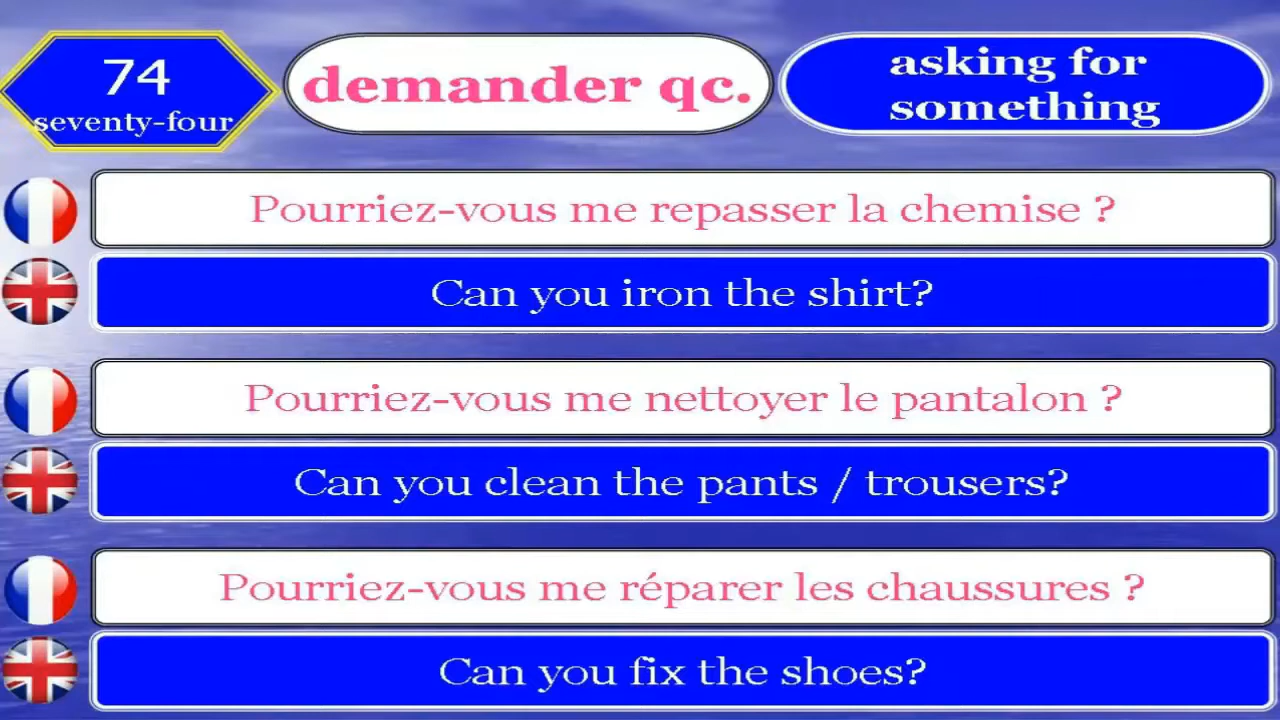 74
seventy-four
demander qc.
asking for
something
Pourriez-vous me repasser la chemise ?
Can you iron the shirt?
Pourriez-vous me nettoyer le pantalon ?
Can you clean the pants / trousers?
Pourriez-vous me réparer les chaussures ?
Can you fix the shoes?